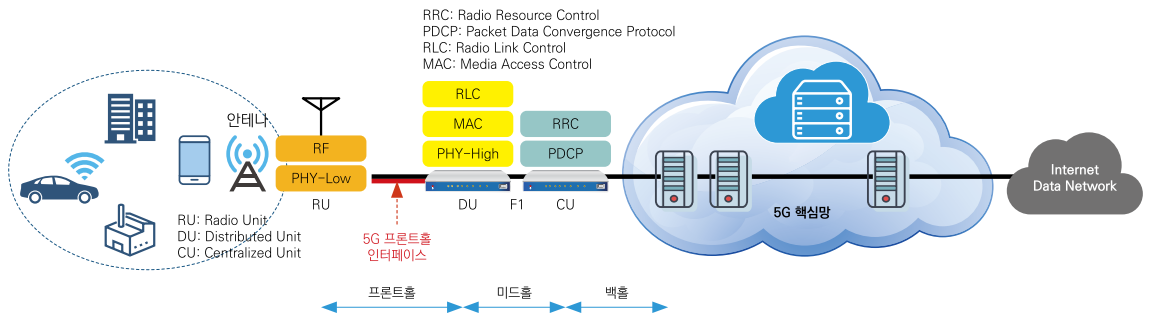 RRC: Radio Resource Control
PDCP: Packet Data Convergence Protocol
RLC: Radio Link Control
MAC: Media Access Control
안테나
RF
PHY-Low
RU
RLC
MAC
PHY-High
RRC
PDCP
DU
F1
CU
RU: Radio Unit
DU: Distributed Unit
CU: Centralized Unit
5G 프론트홀
인터페이스
5G 핵심망
Internet
Data Network
프론트홀
미드홀
백홀